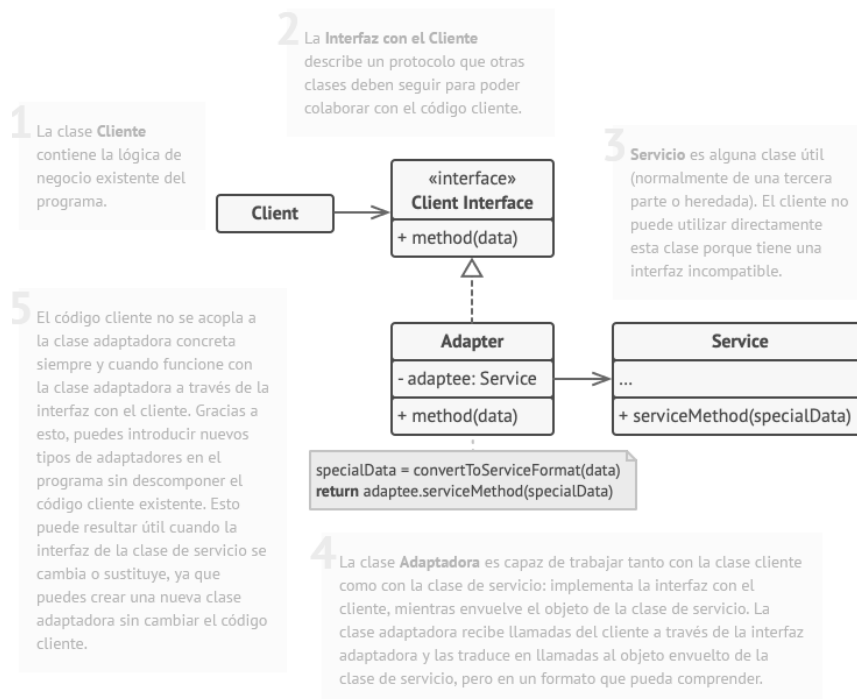 1
La clase Cliente
contiene la lógica de
negocio existente del
programa.
2
La Interfaz con el Cliente
describe un protocolo que otras
clases deben seguir para poder
colaborar con el código cliente.
3
Servicio es alguna clase útil
(normalmente de una tercera
parte o heredada). El cliente no
puede utilizar directamente
esta clase porque tiene una
interfaz incompatible.
Client
«interface»
Client Interface
+ method(data)
Adapter
- adaptee: Service
+ method(data)
Service
...
+ serviceMethod(specialData)
specialData = convertToServiceFormat(data)
return adaptee.serviceMethod(specialData)
4
La clase Adaptadora es capaz de trabajar tanto con la clase cliente
como con la clase de servicio: implementa la interfaz con el
cliente, mientras envuelve el objeto de la clase de servicio. La
clase adaptadora recibe llamadas del cliente a través de la interfaz
adaptadora y las traduce en llamadas al objeto envuelto de la
clase de servicio, pero en un formato que pueda comprender.
5
El código cliente no se acopla a
la clase adaptadora concreta
siempre y cuando funcione con
la clase adaptadora a través de la
interfaz con el cliente. Gracias a
esto, puedes introducir nuevos
tipos de adaptadores en el
programa sin descomponer el
código cliente existente. Esto
puede resultar útil cuando la
interfaz de la clase de servicio se
cambia o sustituye, ya que
puedes crear una nueva clase
adaptadora sin cambiar el código
cliente.